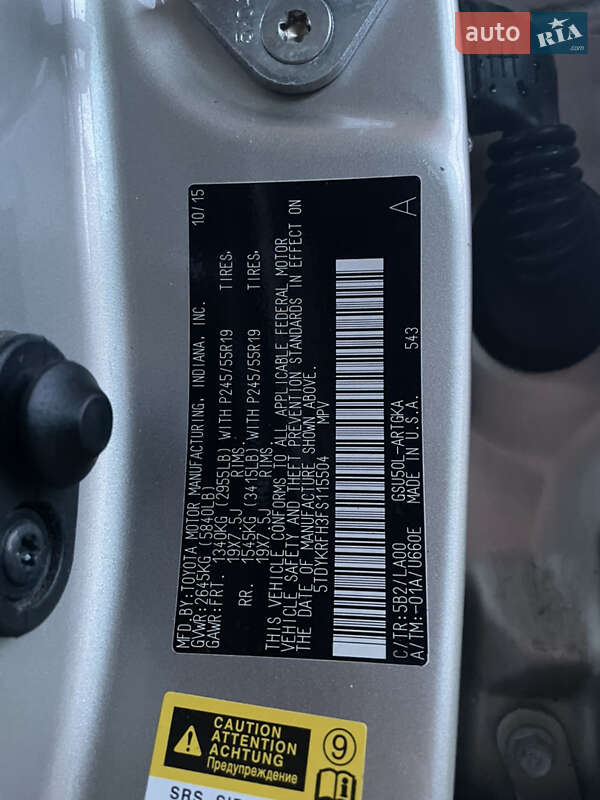 auto RIA.com
MFD.BY:TOYOTA MOTOR MANUFACTURING, INDIANA, INC. 10/15
GVWR:2645KG (5840LB)
GAWR:FRT. 1340KG (2955LB) WITH P245/55R19 TIRES,
19X7.5J RIMS
RR. 1545KG (3415LB) WITH P245/55R19 TIRES,
19X7.5J RIMS
THIS VEHICLE CONFORMS TO ALL APPLICABLE FEDERAL MOTOR
VEHICLE SAFETY AND THEFT PREVENTION STANDARDS IN EFFECT ON
THE DATE OF MANUFACTURE SHOWN ABOVE.
5TDYKRFH3FS115504 MPV
C/TR:5B2/LA00 GSU50L-ARTGKA 543
A/TM:-01A/U660E MADE IN U.S.A. A
CAUTION
ATTENTION
ACHTUNG
Предупреждение
9
i